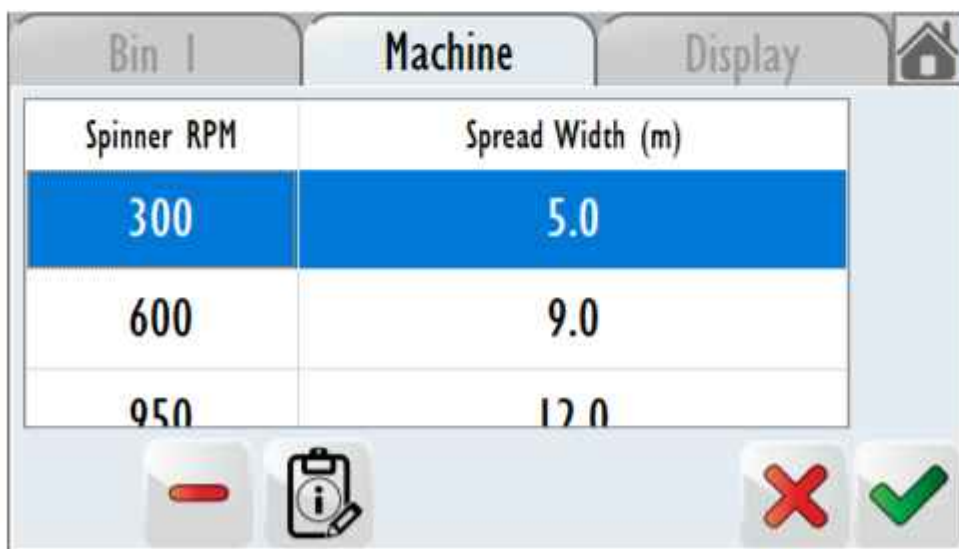 Bin 1 Machine Display
Spinner RPM Spread Width (m)
300 5.0
600 9.0
950 12.0